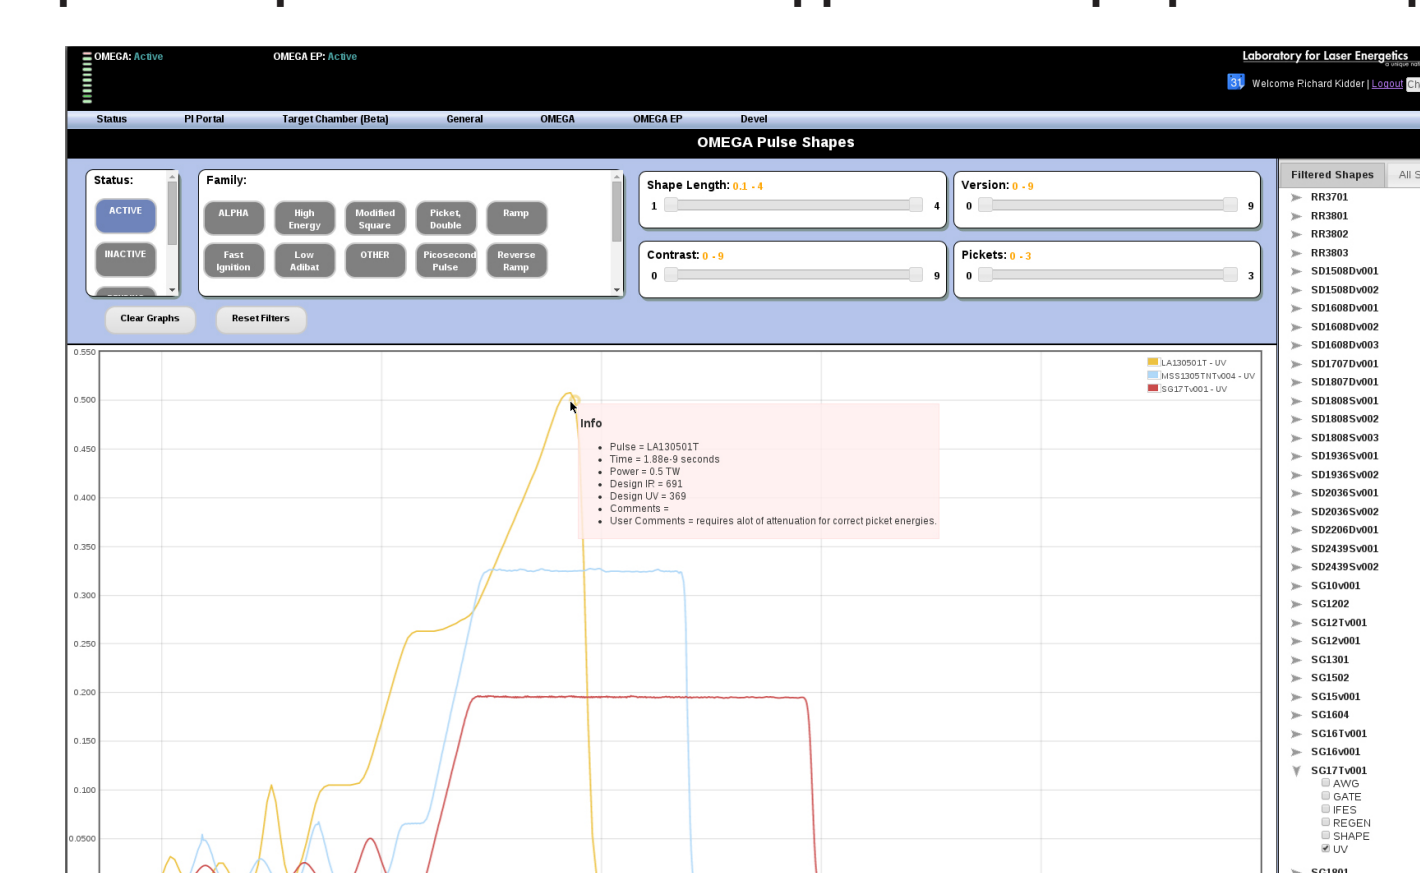 OMEGA: Active
OMEGA EP: Active
Laboratory for Laser Energetics
31 Welcome Richard Kidder | Logout Ch
Status PI Portal Target Chamber (Beta) General OMEGA OMEGA EP Devel
OMEGA Pulse Shapes
Status:
ACTIVE
INACTIVE
Family:
ALPHA
High Energy
Modified Square
Picket, Double
Ramp
Fast Ignition
Low Adibat
OTHER
Picosecond Pulse
Reverse Ramp
Shape Length: 0.1 - 4
1 4
Version: 0 - 9
0 9
Contrast: 0 - 9
0 9
Pickets: 0 - 3
0 3
Clear Graphs
Reset Filters
0.550
0.500
0.450
0.400
0.350
0.300
0.250
0.200
0.150
0.100
0.0500
LA130501T - UV
MSS1305TNTv004 - UV
SG17Tv001 - UV
Info
Pulse = LA130501T
Time = 1.88e-9 seconds
Power = 0.5 TW
Design IR = 691
Design UV = 369
Comments =
User Comments = requires alot of attenuation for correct picket energies.
Filtered Shapes
All S
RR3701
RR3801
RR3802
RR3803
SD1508Dv001
SD1508Dv002
SD1608Dv001
SD1608Dv002
SD1608Dv003
SD1707Dv001
SD1807Dv001
SD1808Sv001
SD1808Sv002
SD1808Sv003
SD1936Sv001
SD1936Sv002
SD2036Sv001
SD2036Sv002
SD2206Dv001
SD2439Sv001
SD2439Sv002
SG10v001
SG1202
SG12Tv001
SG12v001
SG1301
SG1502
SG15v001
SG1604
SG16Tv001
SG16v001
SG17Tv001
AWG
GATE
IFES
REGEN
SHAPE
UV
SG1801